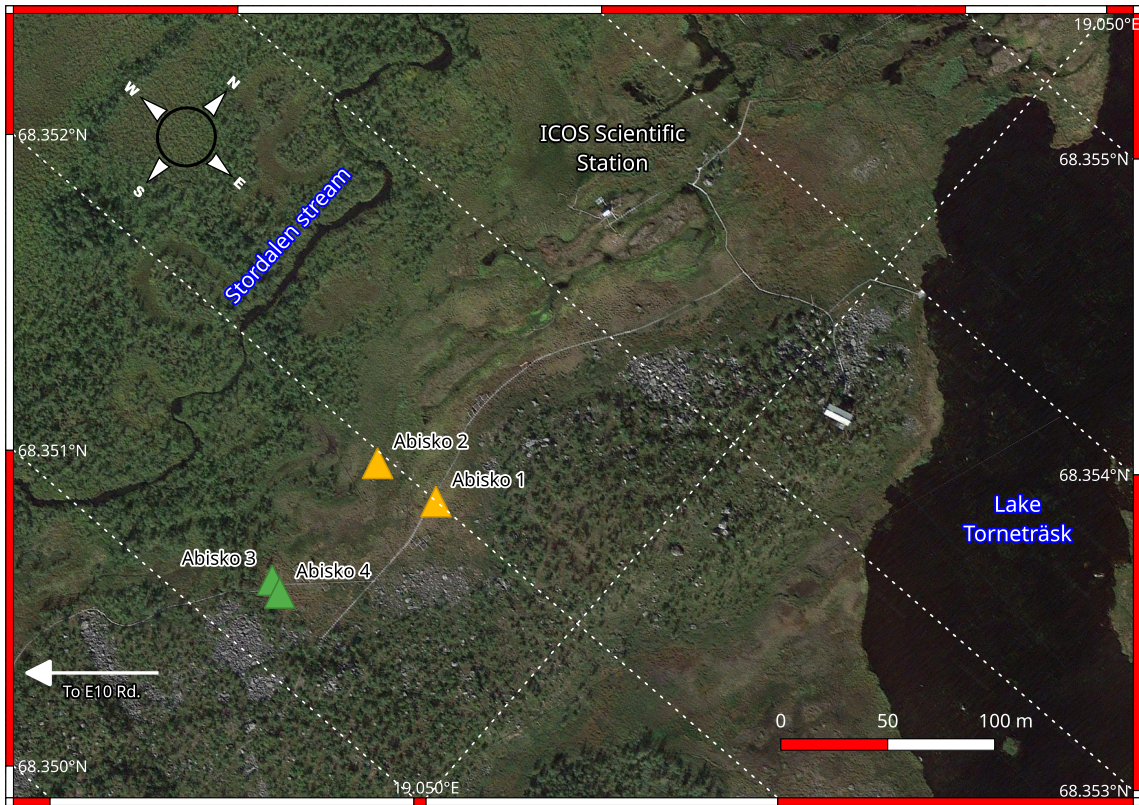 19.050°E
W
N
68.352°N
ICOS Scientific
Station
68.355°N
S
E
Stordalen stream
Abisko 2
68.351°N
Abisko 1
68.354°N
Lake
Torneträsk
Abisko 3
Abisko 4
To E10 Rd.
0 50 100 m
68.350°N
19.050°E
68.353°N